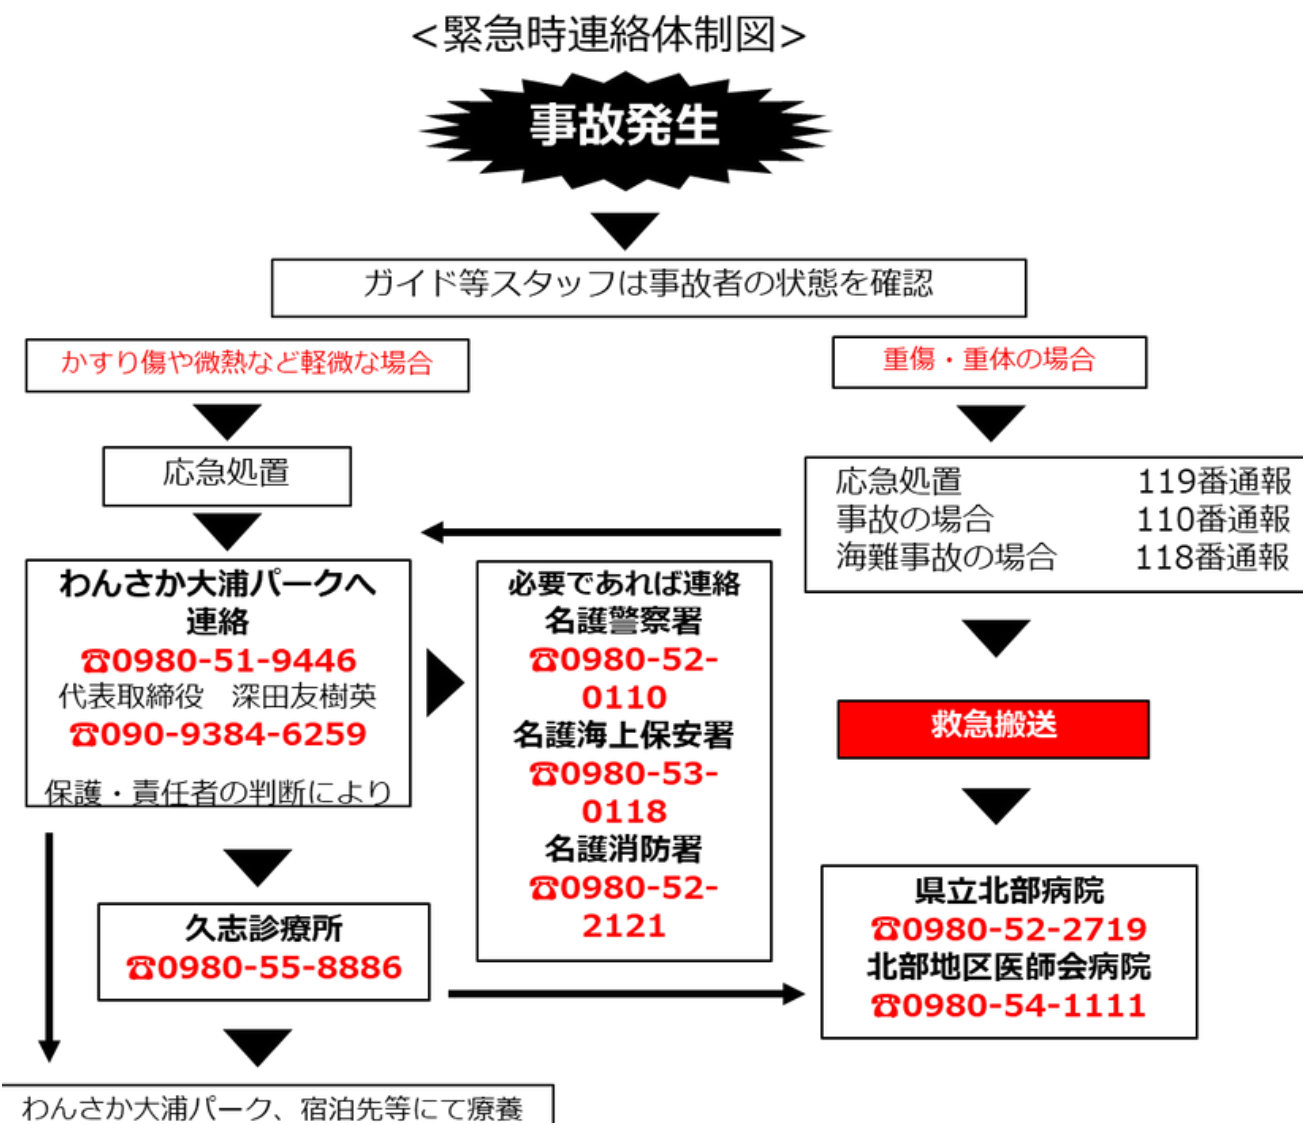 <緊急時連絡体制図>
事故発生
ガイド等スタッフは事故者の状態を確認
かすり傷や微熱など軽微な場合
重傷・重体の場合
応急処置
応急処置 119番通報
事故の場合 110番通報
海難事故の場合 118番通報
わんさか大浦パークへ
連絡
☎0980-51-9446
代表取締役　深田友樹英
☎090-9384-6259
保護・責任者の判断により
必要であれば連絡
名護警察署
☎0980-52-
0110
名護海上保安署
☎0980-53-
0118
名護消防署
☎0980-52-
2121
救急搬送
久志診療所
☎0980-55-8886
県立北部病院
☎0980-52-2719
北部地区医師会病院
☎0980-54-1111
わんさか大浦パーク、宿泊先等にて療養